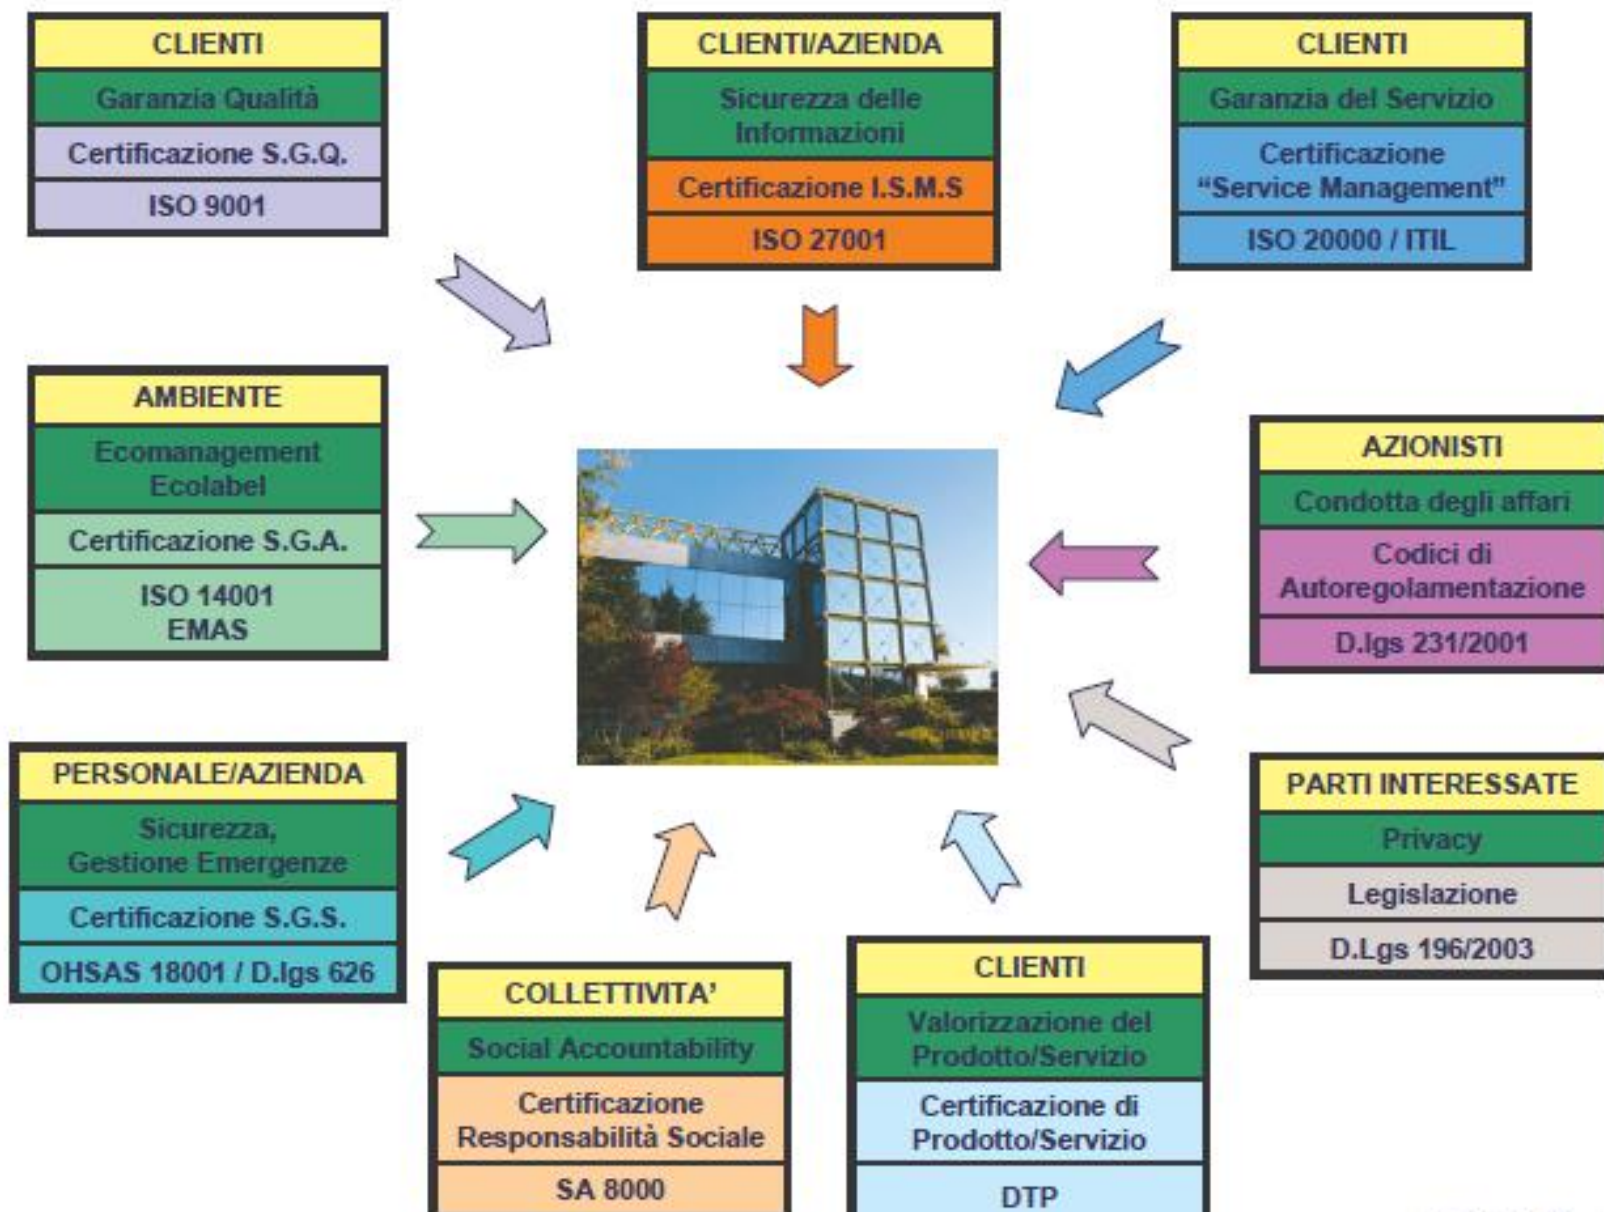 CLIENTI
Garanzia Qualità
Certificazione S.G.Q.
ISO 9001
CLIENTI/AZIENDA
Sicurezza delle
Informazioni
Certificazione I.S.M.S
ISO 27001
CLIENTI
Garanzia del Servizio
Certificazione
“Service Management”
ISO 20000 / ITIL
AMBIENTE
Ecomanagement
Ecolabel
Certificazione S.G.A.
ISO 14001
EMAS
AZIONISTI
Condotta degli affari
Codici di
Autoregolamentazione
D.lgs 231/2001
PERSONALE/AZIENDA
Sicurezza,
Gestione Emergenze
Certificazione S.G.S.
OHSAS 18001 / D.lgs 626
PARTI INTERESSATE
Privacy
Legislazione
D.Lgs 196/2003
COLLETTIVITA’
Social Accountability
Certificazione
Responsabilità Sociale
SA 8000
CLIENTI
Valorizzazione del
Prodotto/Servizio
Certificazione di
Prodotto/Servizio
DTP